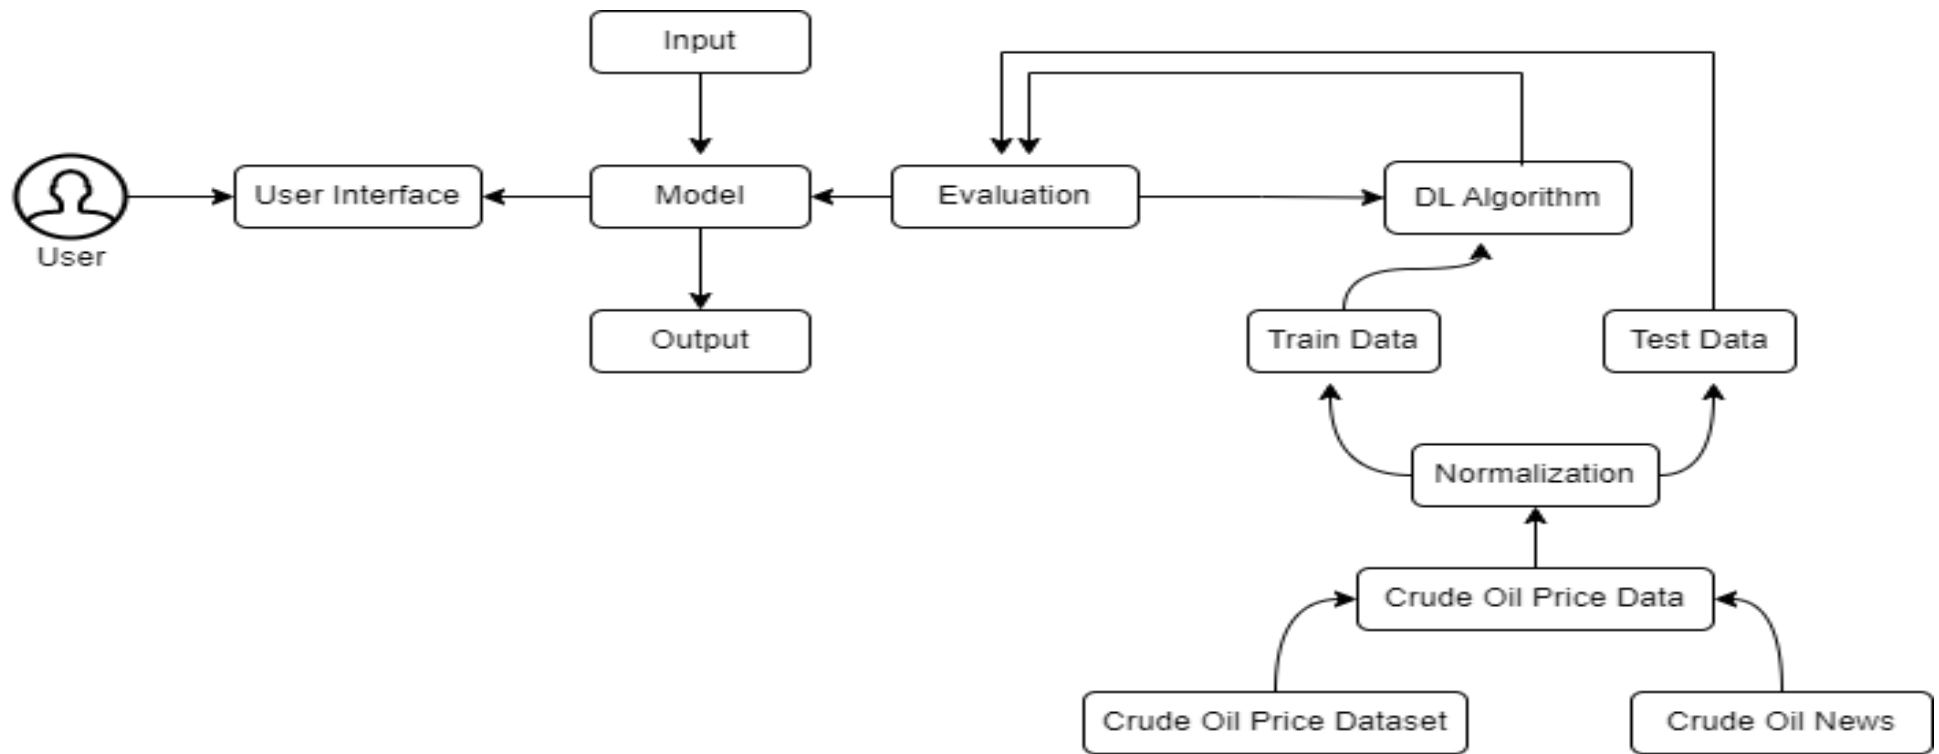 Input
User Interface
Model
Evaluation
DL Algorithm
User
Output
Train Data
Test Data
Normalization
Crude Oil Price Data
Crude Oil Price Dataset
Crude Oil News